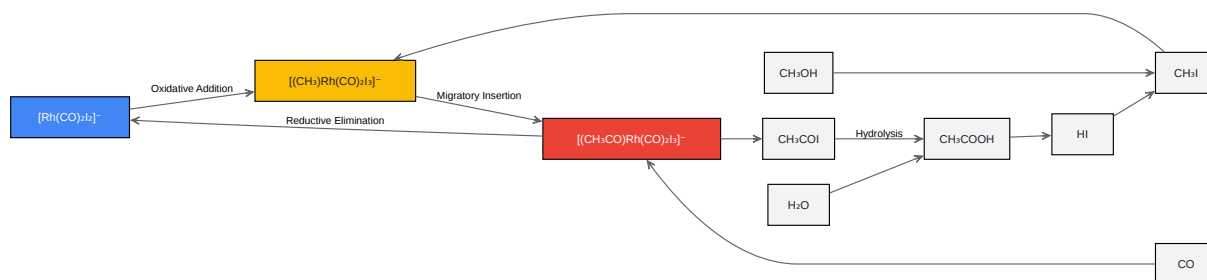 CH₃OH
CH₃I
[(CH₃)Rh(CO)₂I₃]⁻
Oxidative Addition
Migratory Insertion
[Rh(CO)₂I₂]⁻
Reductive Elimination
[(CH₃CO)Rh(CO)₂I₃]⁻
CH₃COI
Hydrolysis
CH₃COOH
HI
H₂O
CO